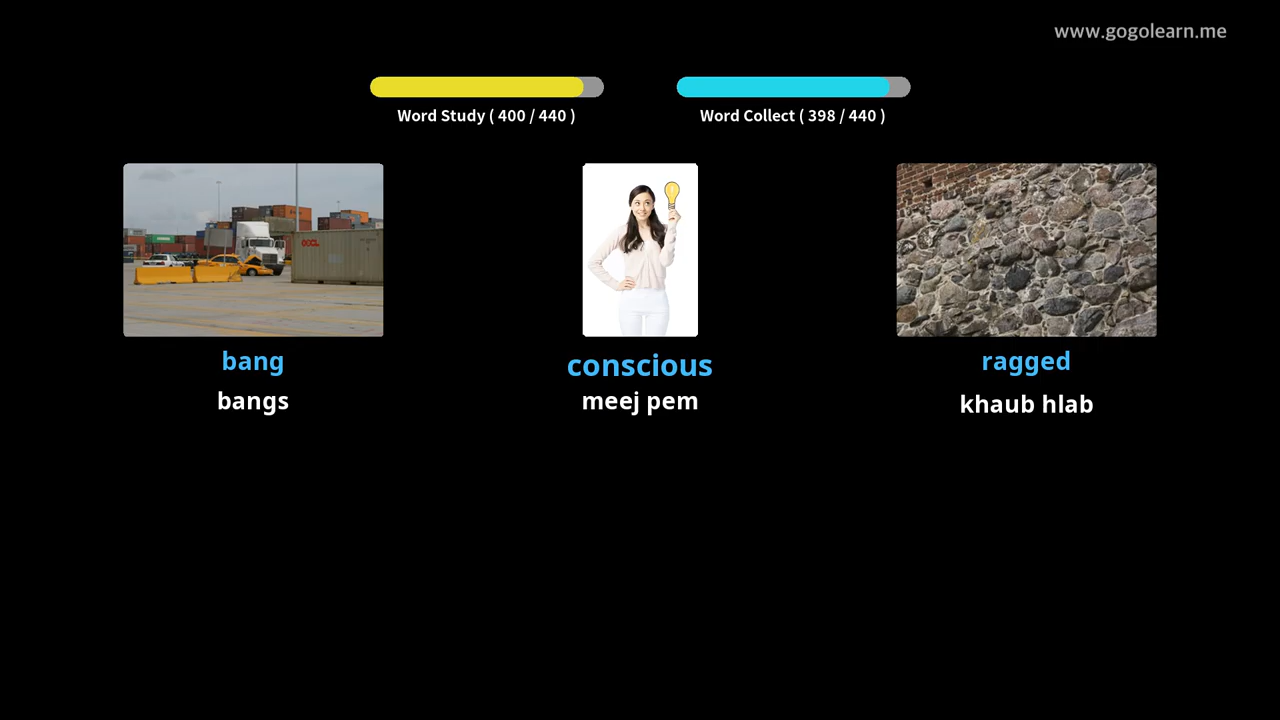 www.gogolearn.me
Word Study ( 400 / 440 )
Word Collect ( 398 / 440 )
OOCL
bang
conscious
ragged
bangs
meej pem
khaub hlab